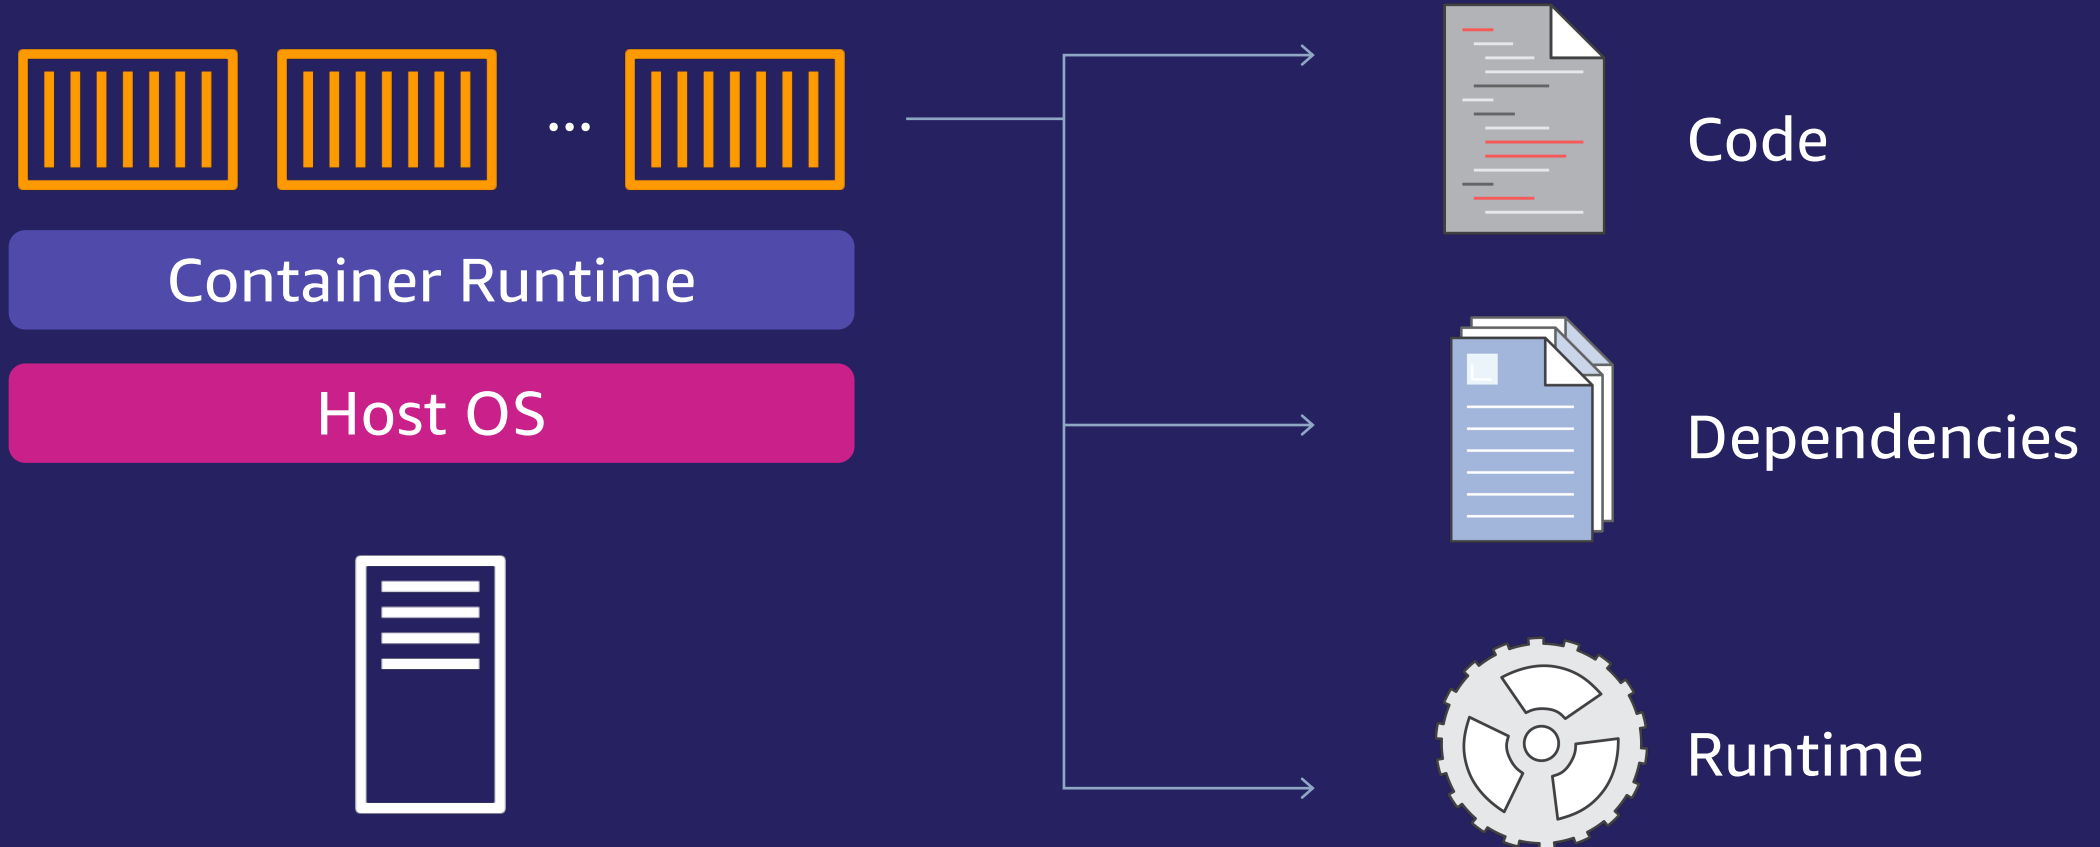 ...
Container Runtime
Host OS
Code
Dependencies
Runtime